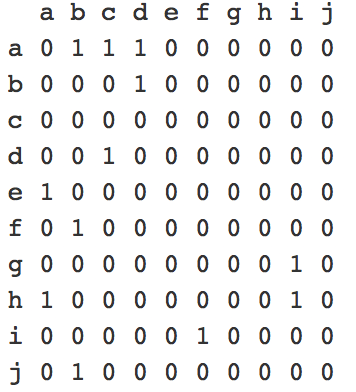 a b c d e f g h i j
a 0 1 1 1 0 0 0 0 0 0
b 0 0 0 1 0 0 0 0 0 0
c 0 0 0 0 0 0 0 0 0 0
d 0 0 1 0 0 0 0 0 0 0
e 1 0 0 0 0 0 0 0 0 0
f 0 1 0 0 0 0 0 0 0 0
g 0 0 0 0 0 0 0 0 1 0
h 1 0 0 0 0 0 0 0 1 0
i 0 0 0 0 0 1 0 0 0 0
j 0 1 0 0 0 0 0 0 0 0